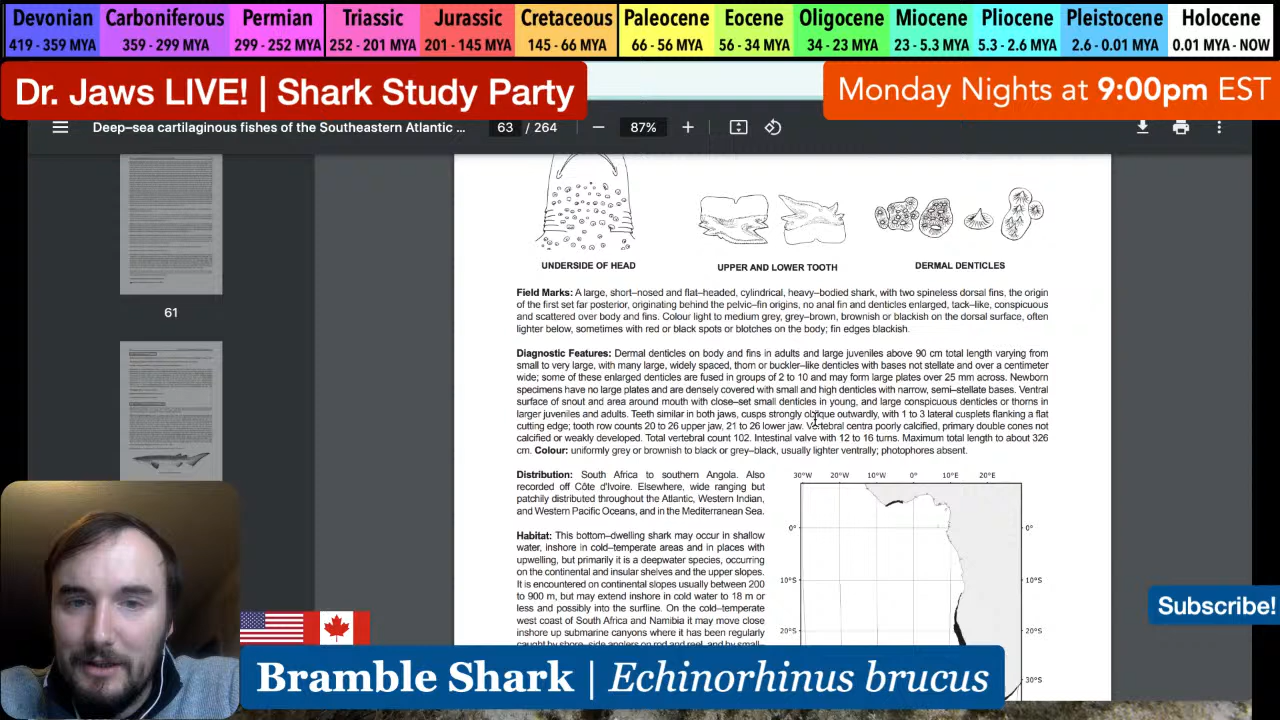 Devonian Carboniferous Permian Triassic Jurassic Cretaceous Paleocene Eocene Oligocene Miocene Pliocene Pleistocene Holocene
419 - 359 MYA 359 - 299 MYA 299 - 252 MYA 252 - 201 MYA 201 - 145 MYA 145 - 66 MYA 66 - 56 MYA 56 - 34 MYA 34 - 23 MYA 23 - 5.3 MYA 5.3 - 2.6 MYA 2.6 - 0.01 MYA 0.01 MYA - NOW
Dr. Jaws LIVE! | Shark Study Party
Monday Nights at 9:00pm EST
Deep–sea cartilaginous fishes of the Southeastern Atlantic ... 63 / 264 87%
UNDERSIDE OF HEAD UPPER AND LOWER TOOTH DERMAL DENTICLES
Field Marks: A large, short–nosed and flat–headed, cylindrical, heavy–bodied shark, with two spineless dorsal fins, the origin
of the first set far posterior, originating behind the pelvic–fin origins, no anal fin and denticles enlarged, tack–like, conspicuous
and scattered over body and fins. Colour light to medium grey, grey–brown, brownish or blackish on the dorsal surface, often
lighter below, sometimes with red or black spots or blotches on the body; fin edges blackish.
Diagnostic Features: Dermal denticles on body and fins in adults and large juveniles above 90 cm total length varying from
small to very large, with many large, widely spaced, thorn or buckler–like denticles with bases not stellate and over a centimeter
wide; some of these enlarged denticles are fused in groups of 2 to 10 and may form large plates over 25 mm across. Newborn
specimens have no large plates and are densely covered with small and high denticles with narrow, semi–stellate bases. Ventral
surface of snout and area around mouth with close–set small denticles in young, and large conspicuous denticles or thorns in
larger juveniles and adults. Teeth similar in both jaws, cusps strongly oblique outwardly, with 1 to 3 lateral cusplets flanking a flat
cutting edge; tooth row counts 20 to 26 upper jaw, 21 to 26 lower jaw. Vertebral centra poorly calcified, primary double cones not
calcified or weakly developed. Total vertebral count 102. Intestinal valve with 12 to 16 turns. Maximum total length to about 326
cm. Colour: uniformly grey or brownish to black or grey–black, usually lighter ventrally; photophores absent.
61
Distribution: South Africa to southern Angola. Also
recorded off Côte d'Ivoire. Elsewhere, wide ranging but
patchily distributed throughout the Atlantic, Western Indian,
and Western Pacific Oceans, and in the Mediterranean Sea.
Habitat: This bottom–dwelling shark may occur in shallow
water, inshore in cold–temperate areas and in places with
upwelling, but primarily it is a deepwater species, occurring
on the continental and insular shelves and the upper slopes.
It is encountered on continental slopes usually between 200
to 900 m, but may extend inshore in cold water to 18 m or
less and possibly into the surfline. On the cold–temperate
west coast of South Africa and Namibia it may move close
inshore up submarine canyons where it has been regularly
caught by shore–side anglers on rod and reel, and by small–
30°W 20°W 10°W 0° 10°E
0° 0°
10°S 10°S
20°S 20°S
30°S
Subscribe!
Bramble Shark | Echinorhinus brucus